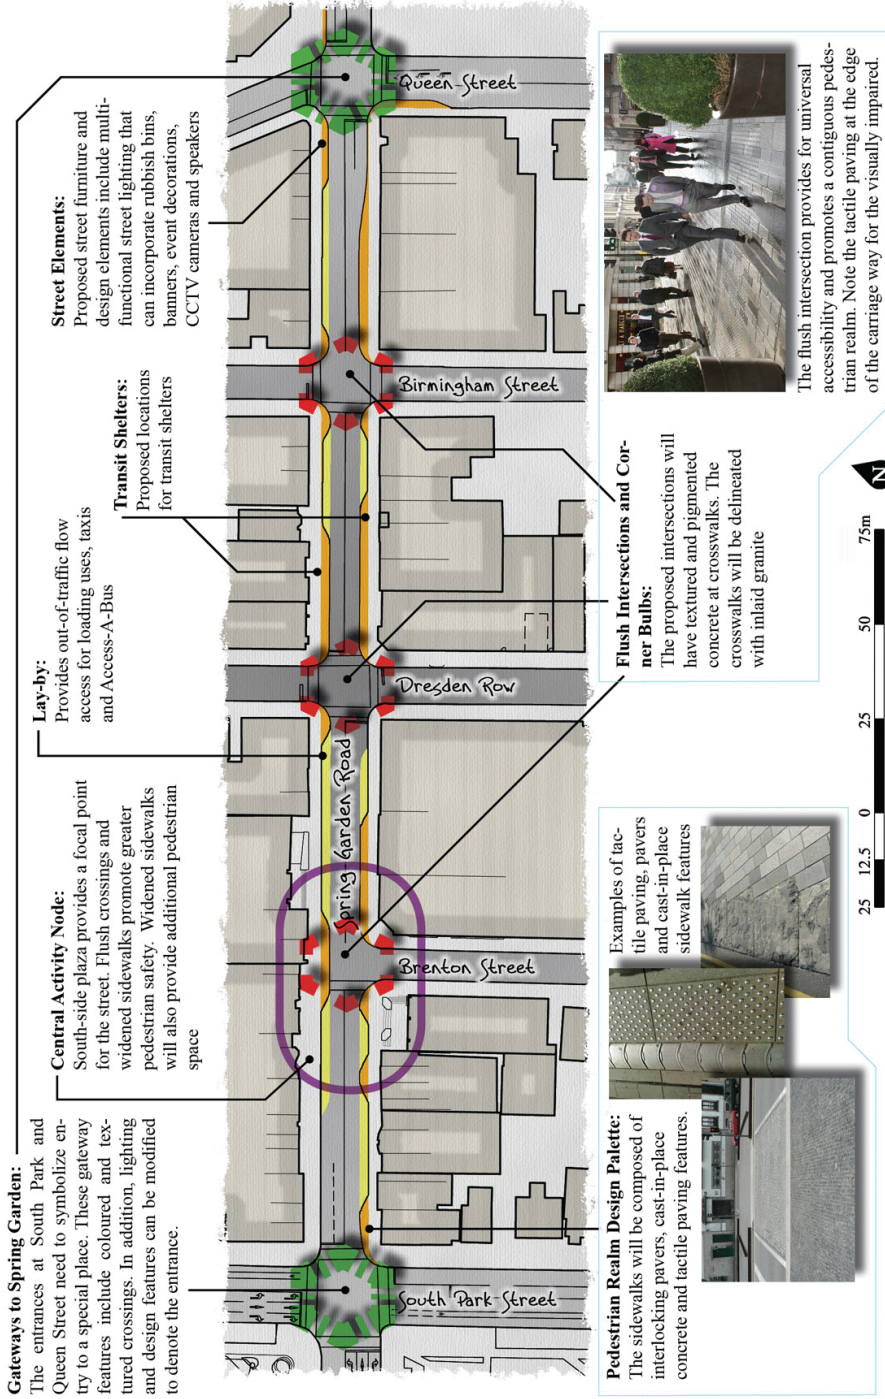 Gateways to Spring Garden:
The entrances at South Park and
Queen Street need to symbolize en-
try to a special place. These gateway
features include coloured and tex-
tured crossings. In addition, lighting
and design features can be modified
to denote the entrance.
Central Activity Node:
South-side plaza provides a focal point
for the street. Flush crossings and
widened sidewalks promote greater
pedestrian safety. Widened sidewalks
will also provide additional pedestrian
space
Lay-by:
Provides out-of-traffic flow
access for loading uses, taxis
and Access-A-Bus
Transit Shelters:
Proposed locations
for transit shelters
Street Elements:
Proposed street furniture and
design elements include multi-
functional street lighting that
can incorporate rubbish bins,
banners, event decorations,
CCTV cameras and speakers
Spring Garden Road
South Park Street
Brenton Street
Dresden Row
Birmingham Street
Queen Street
Pedestrian Realm Design Palette:
The sidewalks will be composed of
interlocking pavers, cast-in-place
concrete and tactile paving features.
Examples of tac-
tile paving, pavers
and cast-in-place
sidewalk features
Flush Intersections and Cor-
ner Bulbs:
The proposed intersections will
have textured and pigmented
concrete at crosswalks. The
crosswalks will be delineated
with inlaid granite
The flush intersection provides for universal
accessibility and promotes a contiguous pedes-
trian realm. Note the tactile paving at the edge
of the carriage way for the visually impaired.
25 12.5 0 25 50 75m
N